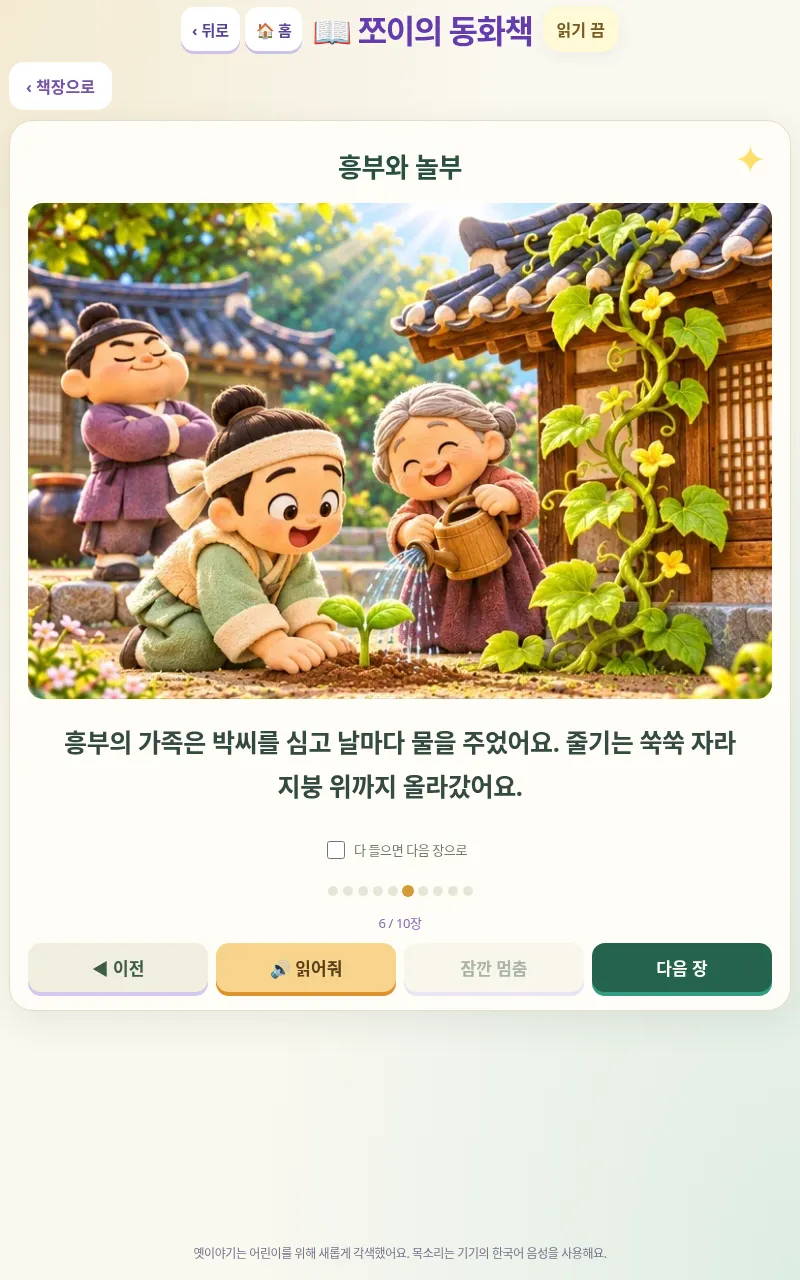 ‹ 뒤로
🏠 홈
📖 쪼이의 동화책
읽기 끔
‹ 책장으로
흥부와 놀부
흥부의 가족은 박씨를 심고 날마다 물을 주었어요. 줄기는 쑥쑥 자라
지붕 위까지 올라갔어요.
다 들으면 다음 장으로
6 / 10장
◀ 이전
🔊 읽어줘
잠깐 멈춤
다음 장
옛이야기는 어린이를 위해 새롭게 각색했어요. 목소리는 기기의 한국어 음성을 사용해요.